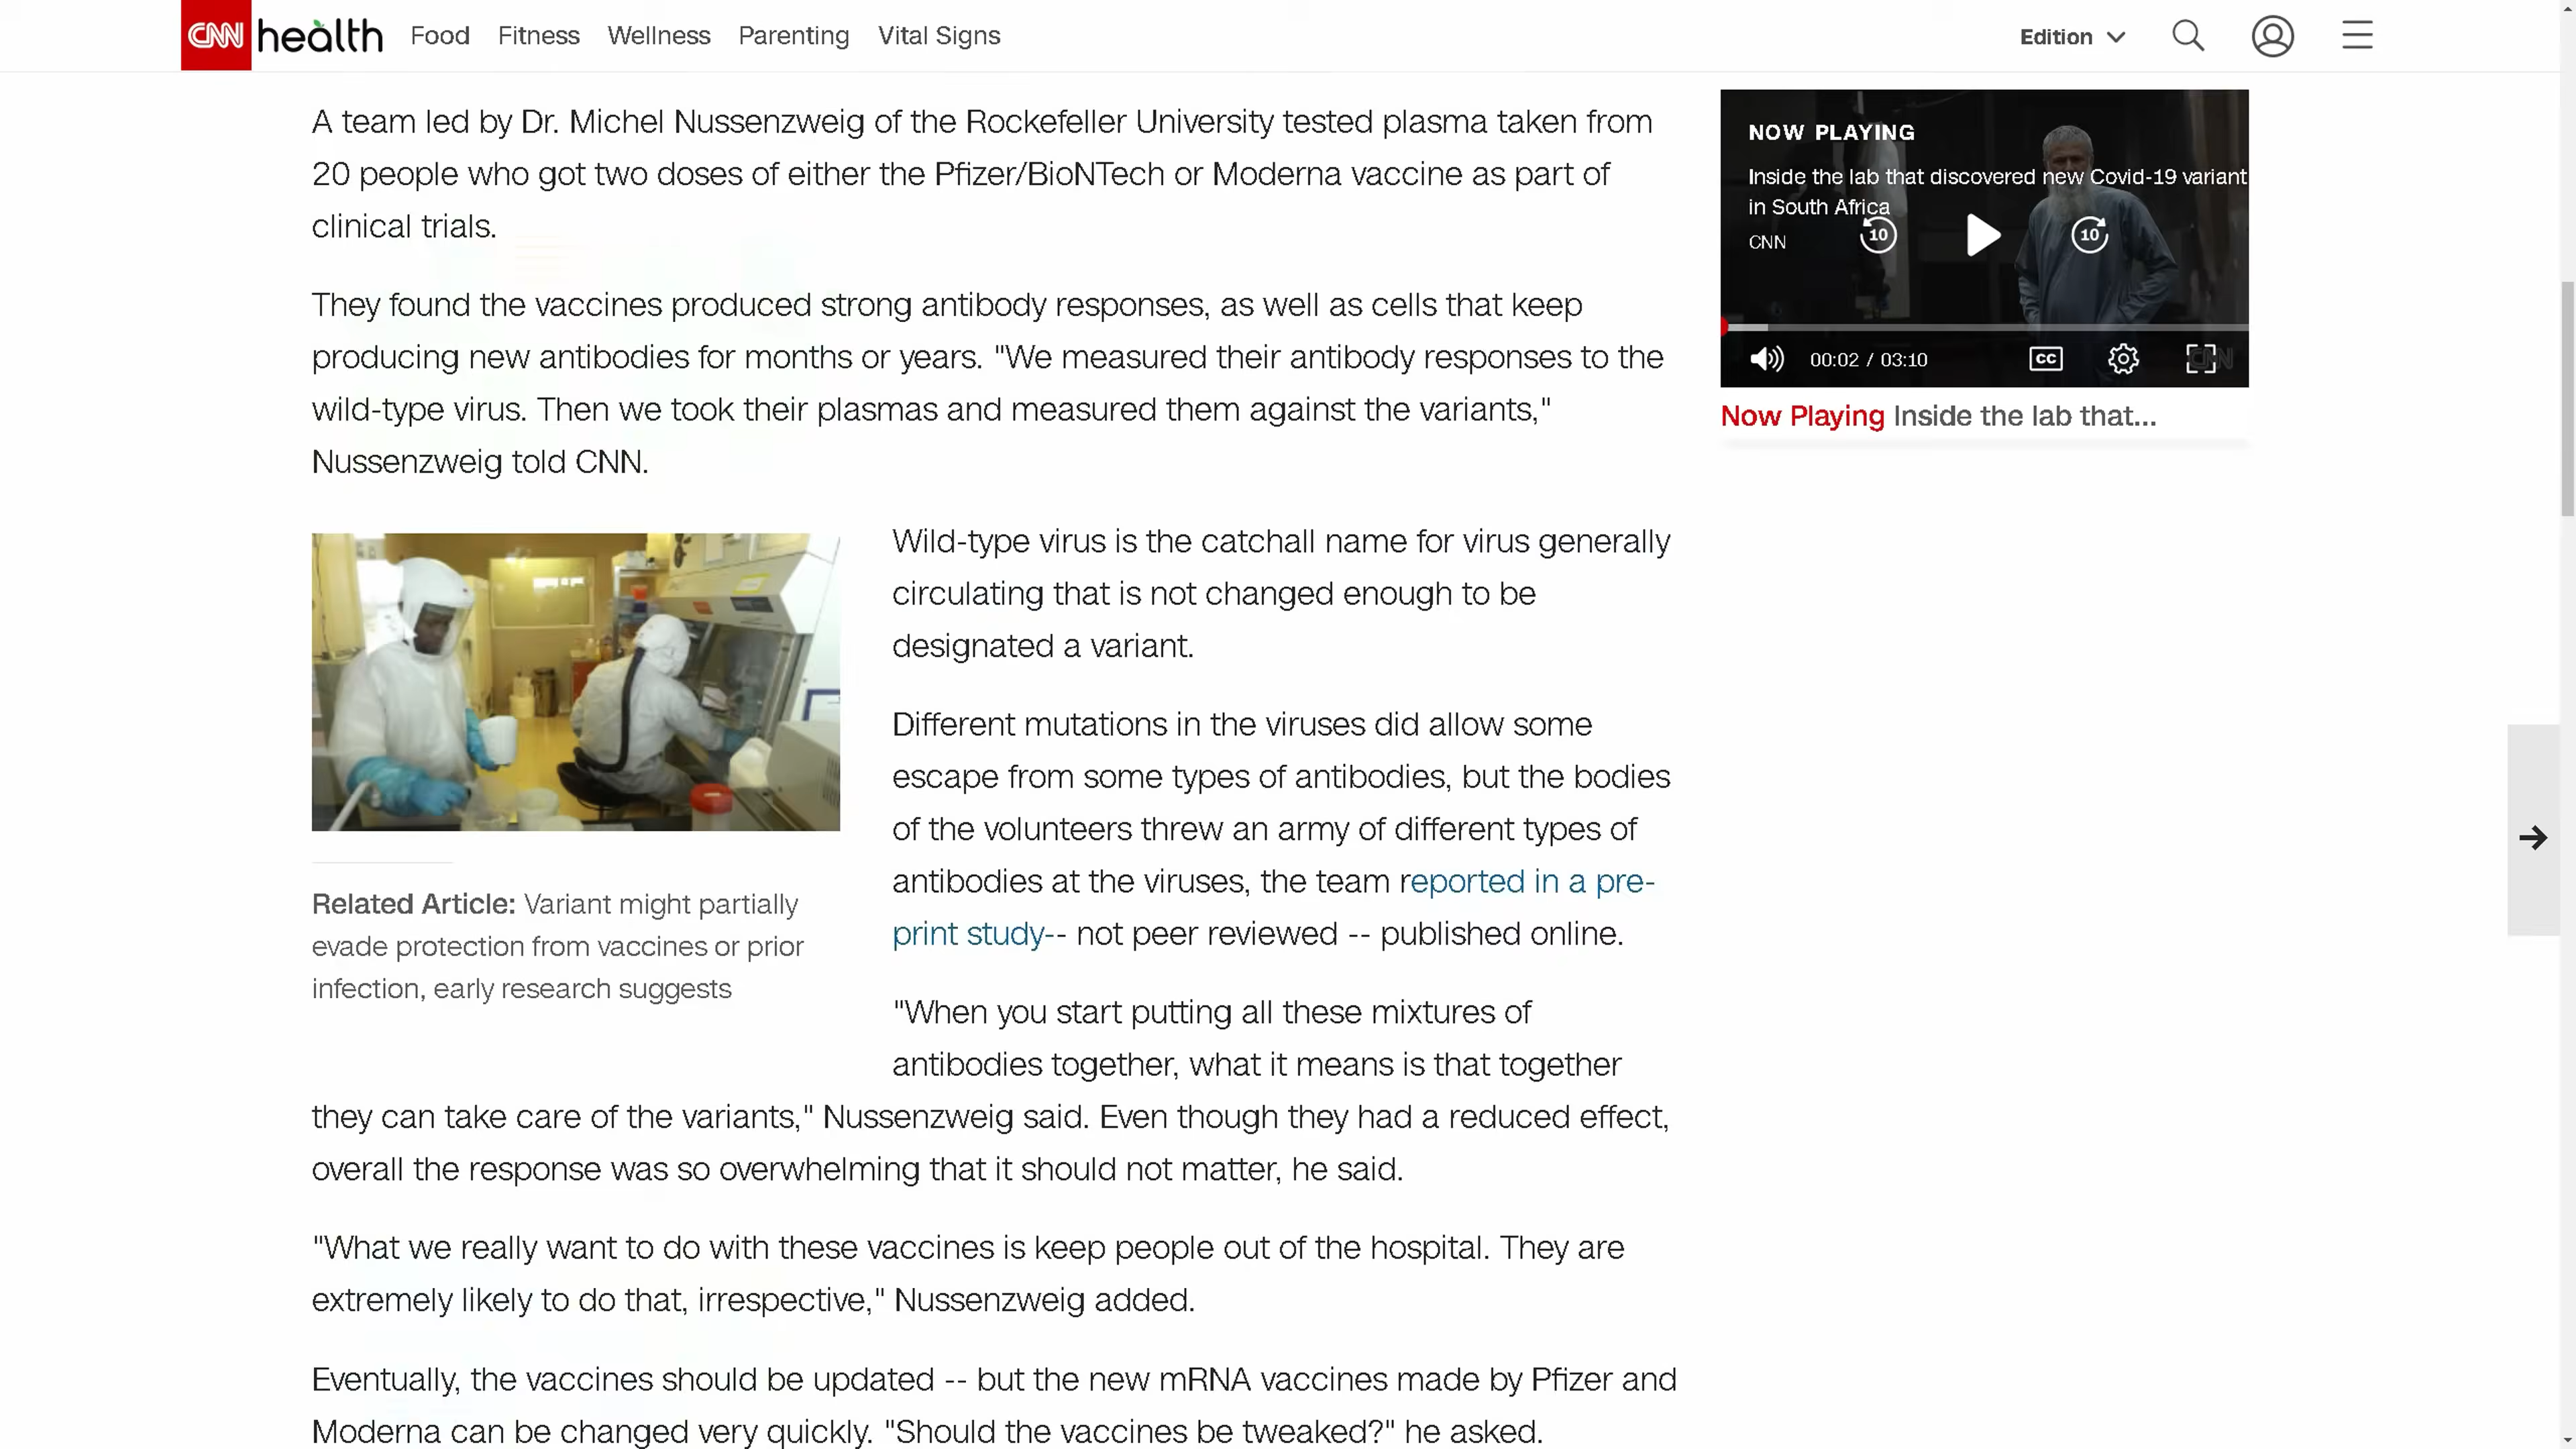 CNN health Food Fitness Wellness Parenting Vital Signs Edition
A team led by Dr. Michel Nussenzweig of the Rockefeller University tested plasma taken from
20 people who got two doses of either the Pfizer/BioNTech or Moderna vaccine as part of
clinical trials.
They found the vaccines produced strong antibody responses, as well as cells that keep
producing new antibodies for months or years. "We measured their antibody responses to the
wild-type virus. Then we took their plasmas and measured them against the variants,"
Nussenzweig told CNN.
Wild-type virus is the catchall name for virus generally
circulating that is not changed enough to be
designated a variant.
Different mutations in the viruses did allow some
escape from some types of antibodies, but the bodies
of the volunteers threw an army of different types of
antibodies at the viruses, the team reported in a pre-
print study-- not peer reviewed -- published online.
Related Article: Variant might partially
evade protection from vaccines or prior
infection, early research suggests
"When you start putting all these mixtures of
antibodies together, what it means is that together
they can take care of the variants," Nussenzweig said. Even though they had a reduced effect,
overall the response was so overwhelming that it should not matter, he said.
"What we really want to do with these vaccines is keep people out of the hospital. They are
extremely likely to do that, irrespective," Nussenzweig added.
Eventually, the vaccines should be updated -- but the new mRNA vaccines made by Pfizer and
Moderna can be changed very quickly. "Should the vaccines be tweaked?" he asked.
NOW PLAYING
Inside the lab that discovered new Covid-19 variant
in South Africa
CNN
10 10
00:02 / 03:10 CC CNN
Now Playing Inside the lab that...